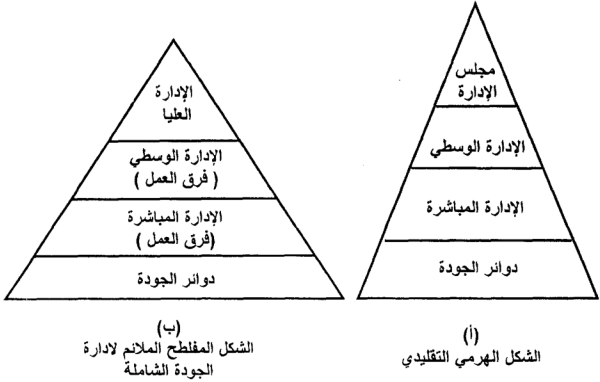 مجلس
الإدارة
الإدارة الوسطي
الإدارة المباشرة
دوائر الجودة
(أ)
الشكل الهرمي التقليدي
الإدارة
العليا
الإدارة الوسطي
( فرق العمل )
الإدارة المباشرة
(فرق العمل )
دوائر الجودة
(ب)
الشكل المفلطح الملائم لادارة
الجودة الشاملة